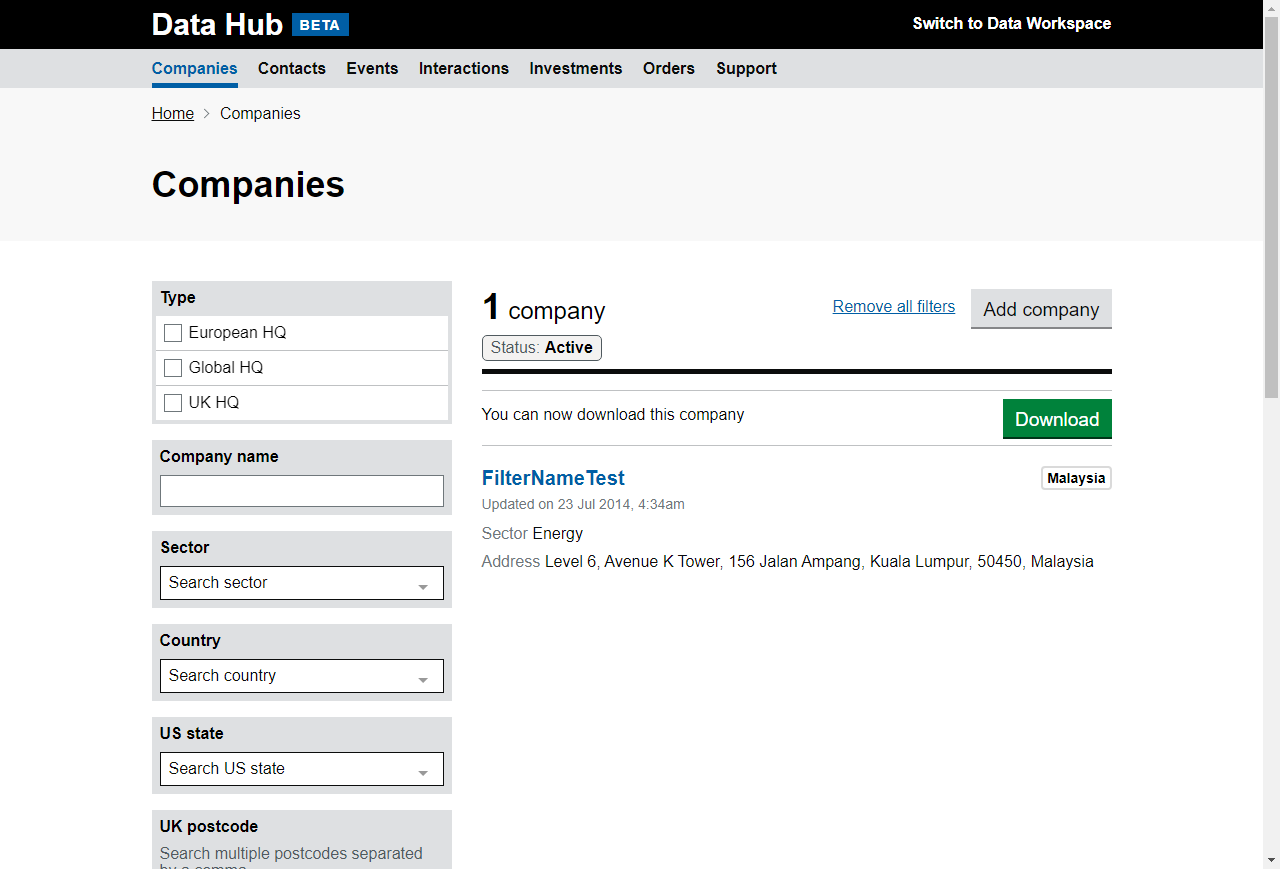 Data Hub BETA
Switch to Data Workspace
Companies Contacts Events Interactions Investments Orders Support
Home Companies
Companies
Type
European HQ
Global HQ
UK HQ
Company name
Sector
Search sector
Country
Search country
US state
Search US state
UK postcode
Search multiple postcodes separated
by a comma
1 company
Remove all filters
Add company
Status: Active
You can now download this company
Download
FilterNameTest
Malaysia
Updated on 23 Jul 2014, 4:34am
Sector Energy
Address Level 6, Avenue K Tower, 156 Jalan Ampang, Kuala Lumpur, 50450, Malaysia